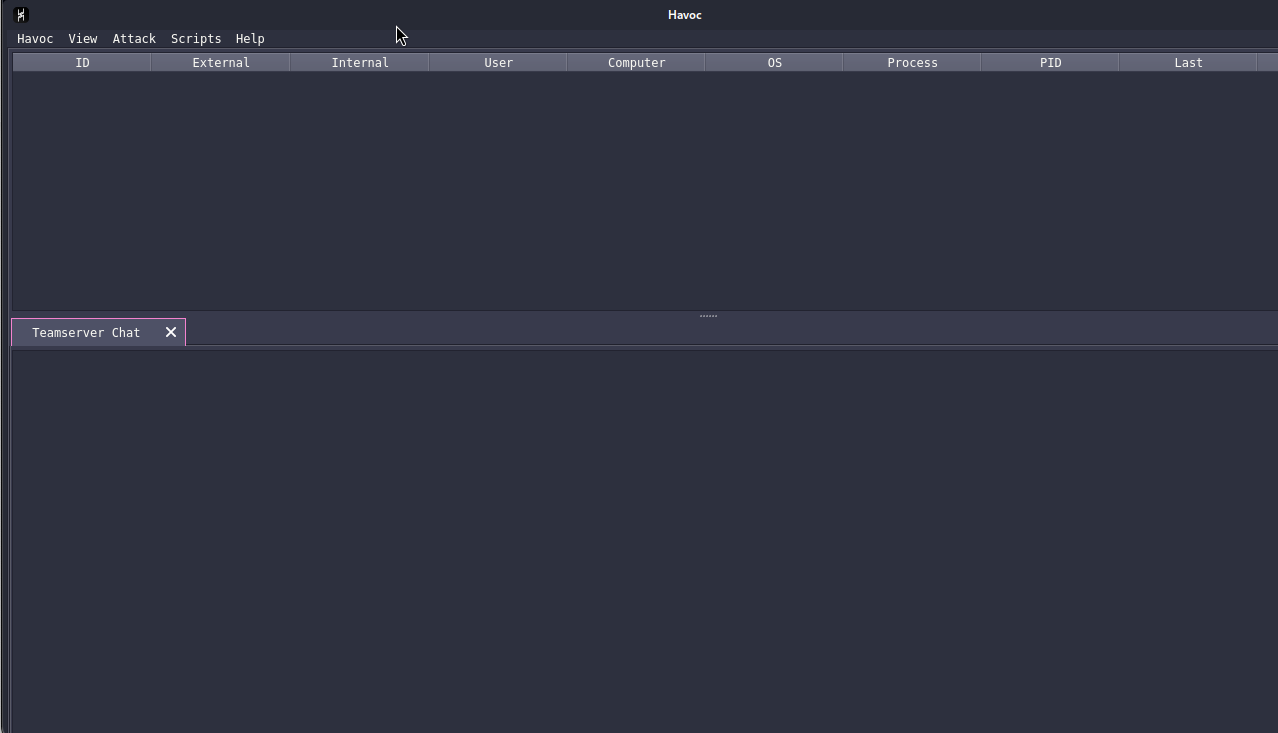 Havoc
Havoc View Attack Scripts Help
ID External Internal User Computer OS Process PID Last
Teamserver Chat